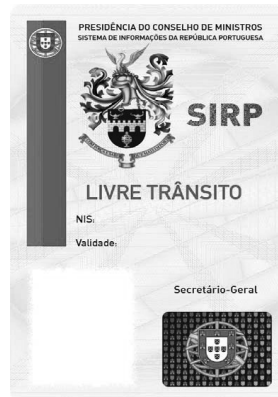 PRESIDÊNCIA DO CONSELHO DE MINISTROS
SISTEMA DE INFORMAÇÕES DA REPÚBLICA PORTUGUESA
SIRP
LIVRE TRÂNSITO
NIS:
Validade:
Secretário-Geral